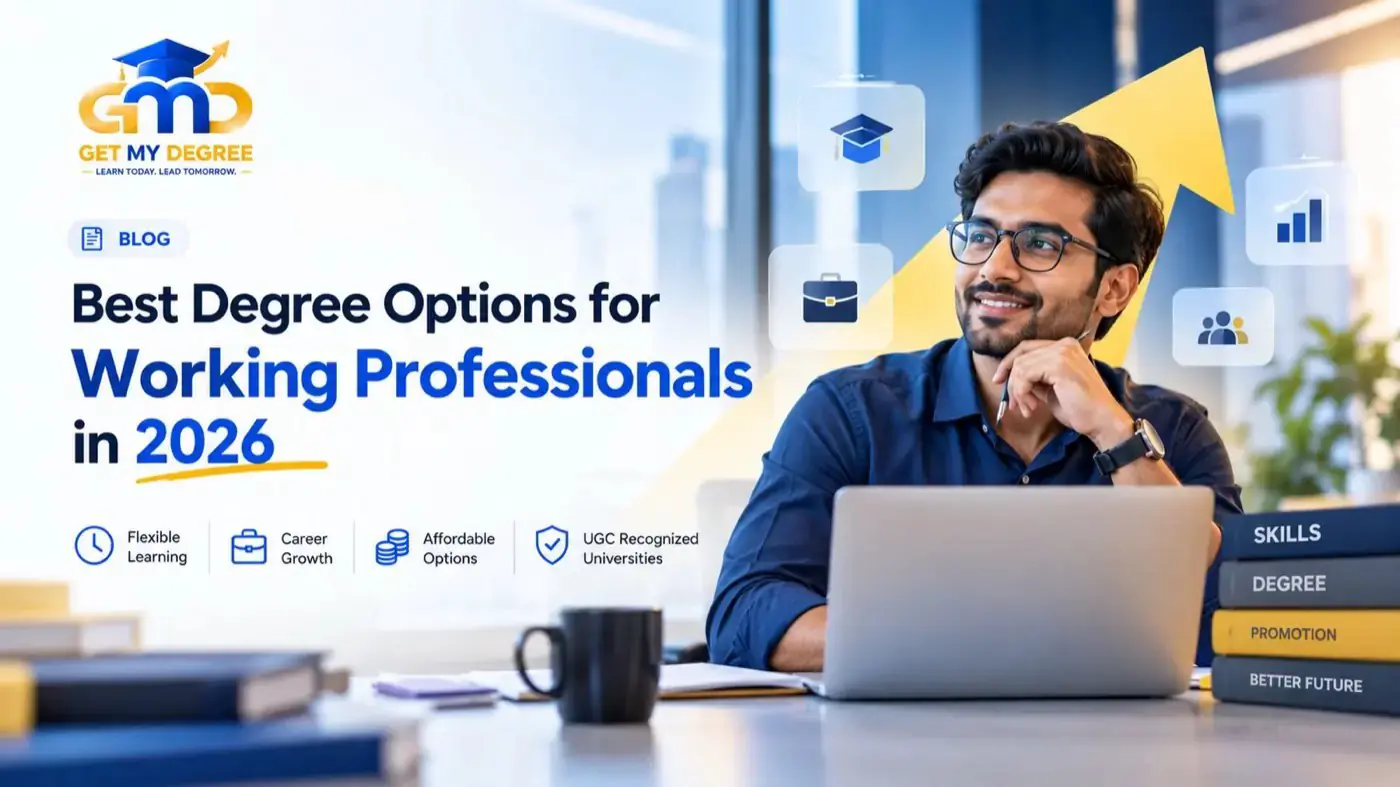 GMD
GET MY DEGREE
LEARN TODAY. LEAD TOMORROW.
BLOG
Best Degree Options for
Working Professionals
in 2026
Flexible
Learning
Career
Growth
Affordable
Options
UGC Recognized
Universities
SKILLS
DEGREE
PROMOTION
BETTER FUTURE